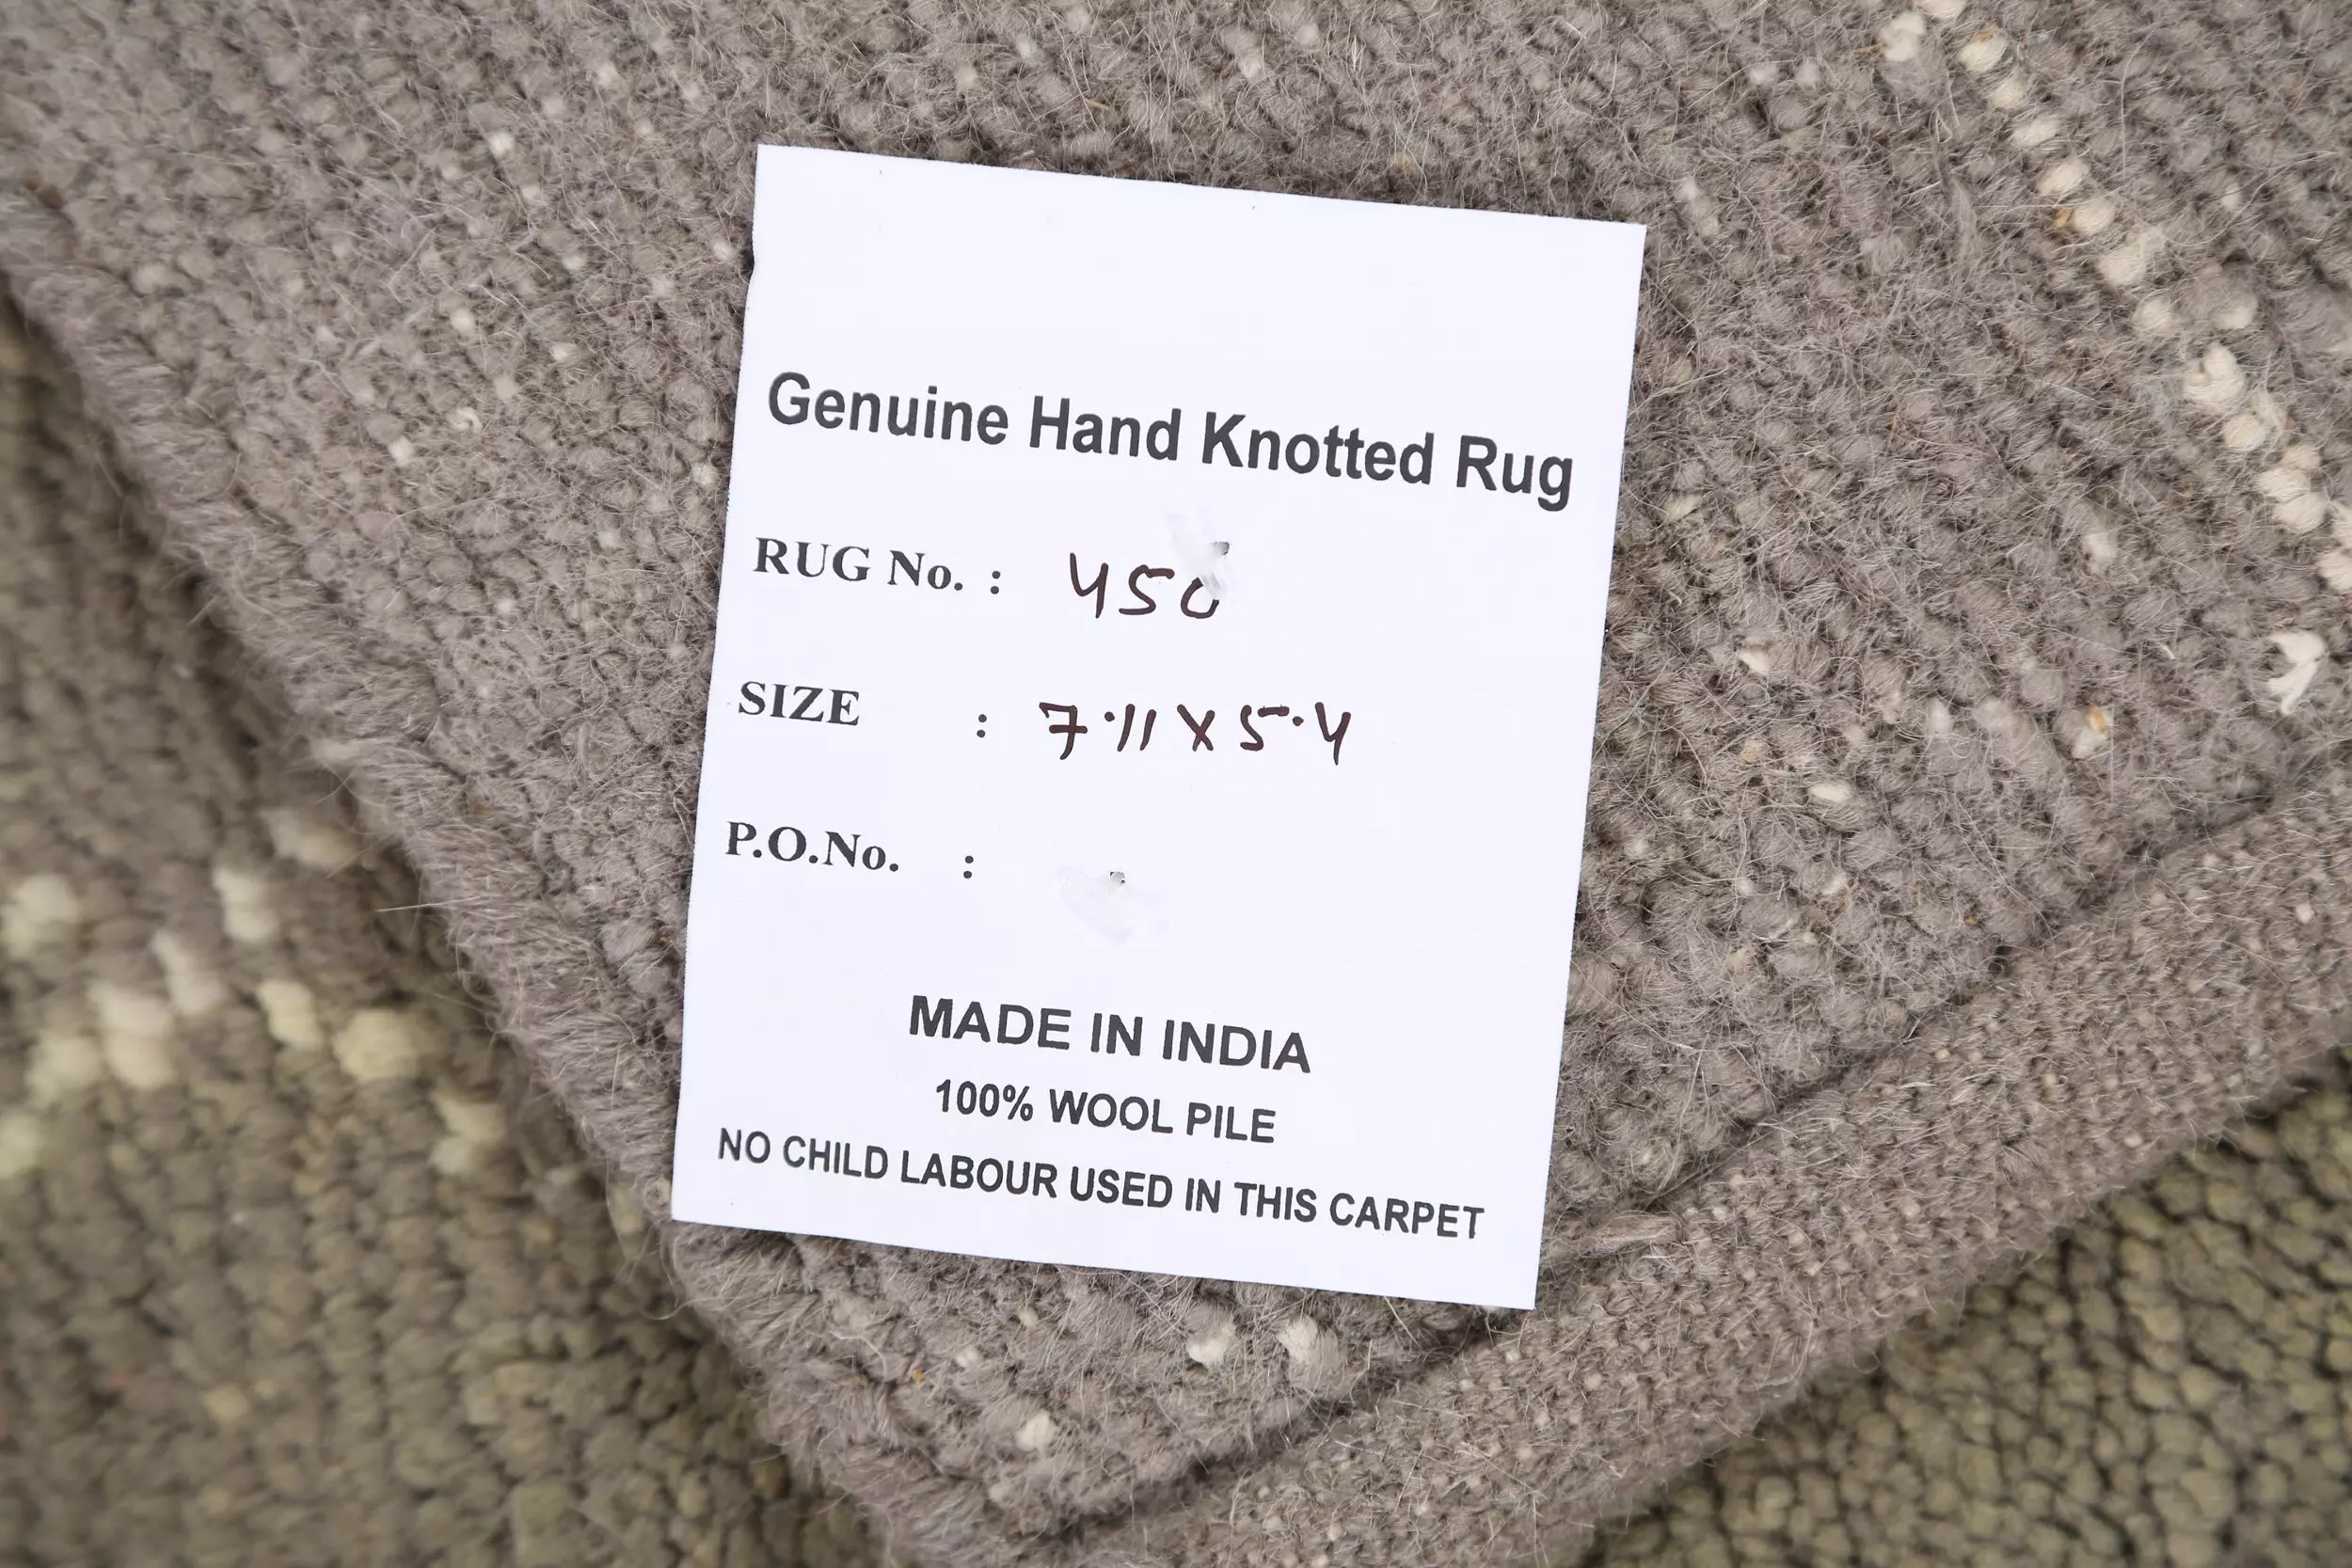 Genuine Hand Knotted Rug
RUG No. : 450
SIZE : 7.11 X 5.4
P.O.No. :
MADE IN INDIA
100% WOOL PILE
NO CHILD LABOUR USED IN THIS CARPET